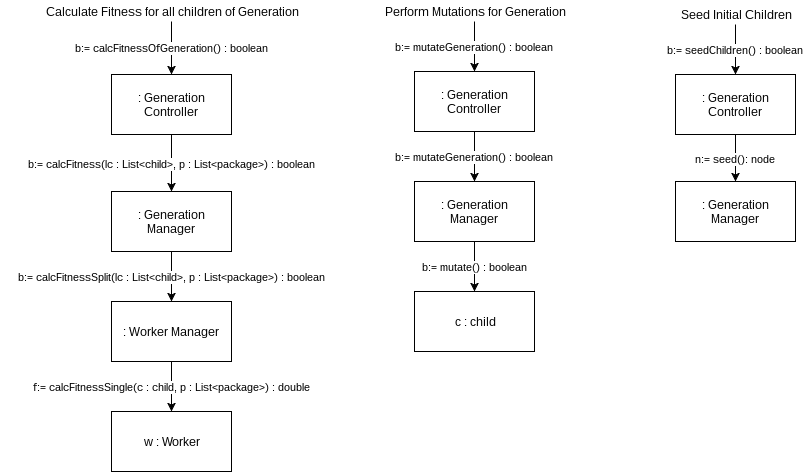 Calculate Fitness for all children of Generation
b:= calcFitnessOfGeneration() : boolean
: Generation
Controller
b:= calcFitness(lc : List<child>, p : List<package>) : boolean
: Generation
Manager
b:= calcFitnessSplit(lc : List<child>, p : List<package>) : boolean
: Worker Manager
f:= calcFitnessSingle(c : child, p : List<package>) : double
w : Worker
Perform Mutations for Generation
b:= mutateGeneration() : boolean
: Generation
Controller
b:= mutateGeneration() : boolean
: Generation
Manager
b:= mutate() : boolean
c : child
Seed Initial Children
b:= seedChildren() : boolean
: Generation
Controller
n:= seed(): node
: Generation
Manager